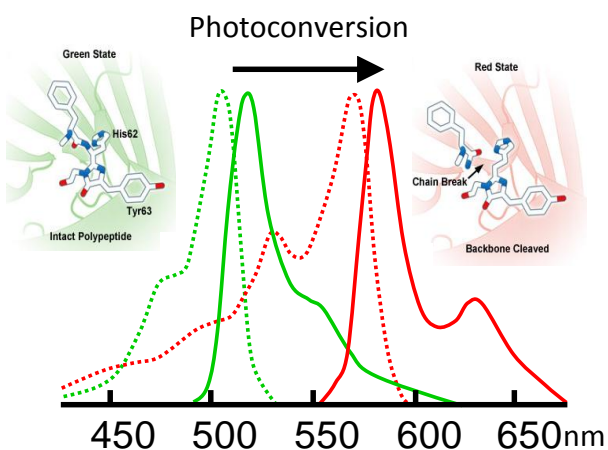 Photoconversion
Green State
His62
Tyr63
Intact Polypeptide
Red State
Chain Break
Backbone Cleaved
450 500 550 600 650nm